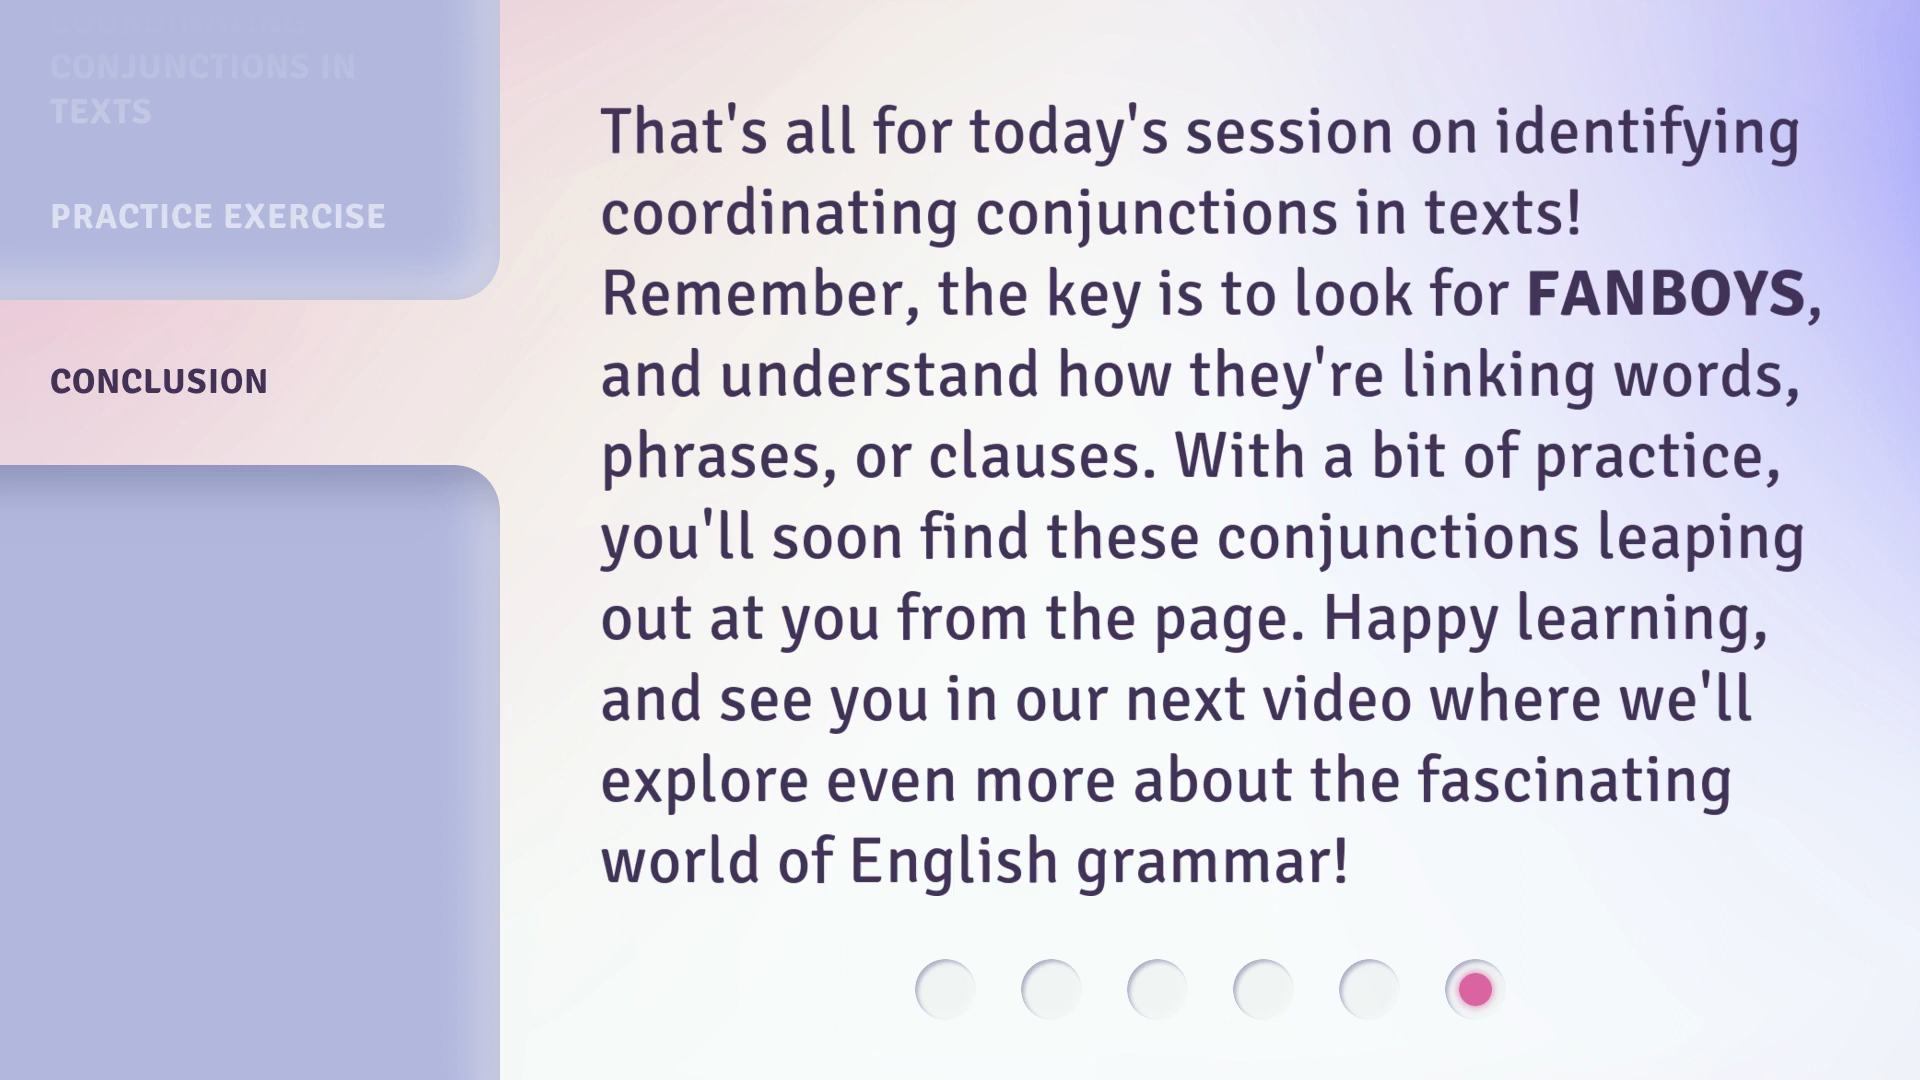 CONJUNCTIONS IN
TEXTS
PRACTICE EXERCISE
CONCLUSION
That's all for today's session on identifying
coordinating conjunctions in texts!
Remember, the key is to look for FANBOYS,
and understand how they're linking words,
phrases, or clauses. With a bit of practice,
you'll soon find these conjunctions leaping
out at you from the page. Happy learning,
and see you in our next video where we'll
explore even more about the fascinating
world of English grammar!